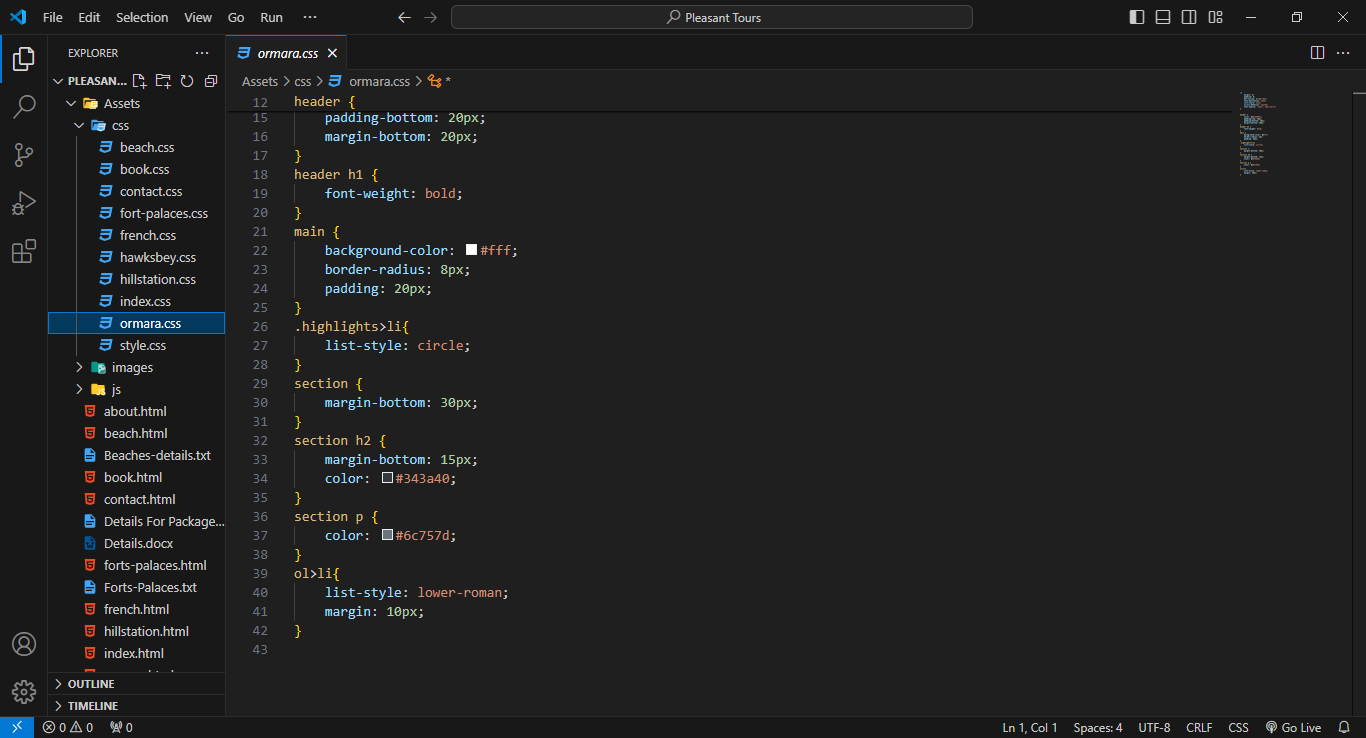 File Edit Selection View Go Run ··· Pleasant Tours
EXPLORER ···
PLEASAN...
Assets
css
beach.css
book.css
contact.css
fort-palaces.css
french.css
hawksbey.css
hillstation.css
index.css
ormara.css
style.css
images
js
about.html
beach.html
Beaches-details.txt
book.html
contact.html
Details For Package...
Details.docx
forts-palaces.html
Forts-Palaces.txt
french.html
hillstation.html
index.html
OUTLINE
TIMELINE
ormara.css
Assets > css > ormara.css > *
12 header {
15 padding-bottom: 20px;
16 margin-bottom: 20px;
17 }
18 header h1 {
19 font-weight: bold;
20 }
21 main {
22 background-color: #fff;
23 border-radius: 8px;
24 padding: 20px;
25 }
26 .highlights>li{
27 list-style: circle;
28 }
29 section {
30 margin-bottom: 30px;
31 }
32 section h2 {
33 margin-bottom: 15px;
34 color: #343a40;
35 }
36 section p {
37 color: #6c757d;
38 }
39 ol>li{
40 list-style: lower-roman;
41 margin: 10px;
42 }
43
0 0 0 Ln 1, Col 1 Spaces: 4 UTF-8 CRLF CSS Go Live